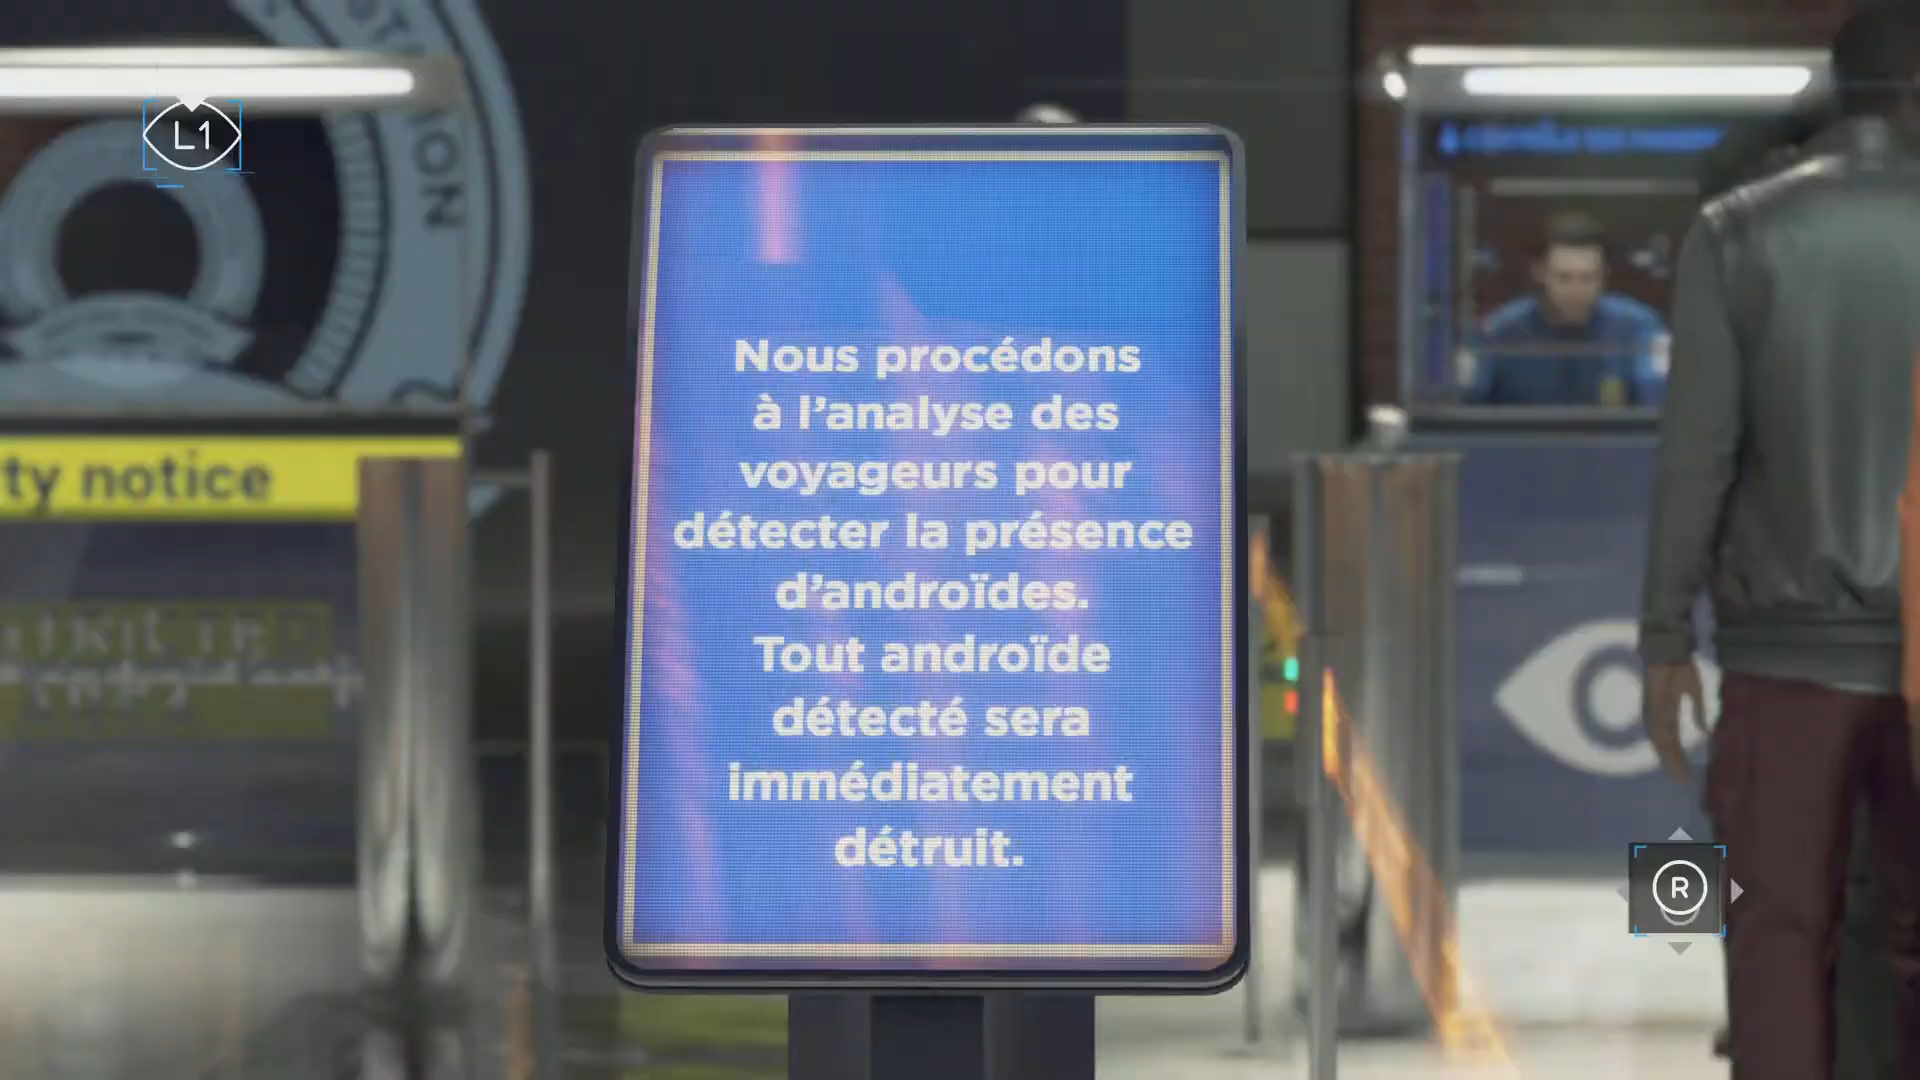 L1
ty notice
Nous procédons
à l’analyse des
voyageurs pour
détecter la présence
d’androïdes.
Tout androïde
détecté sera
immédiatement
détruit.
R